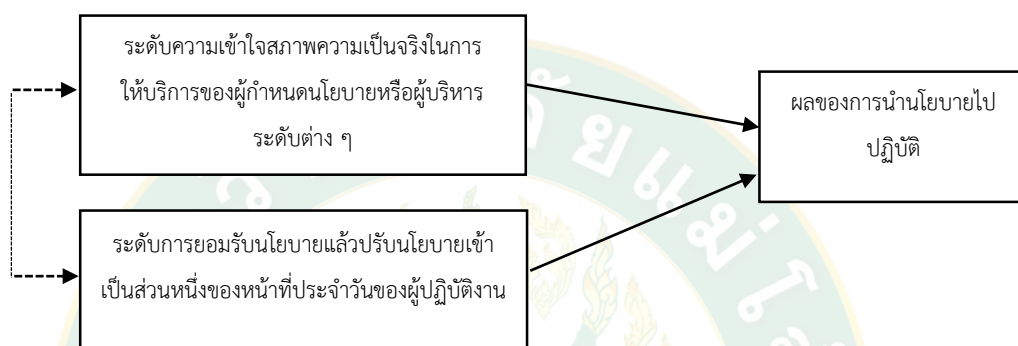 ระดับความเข้าใจสภาพความเป็นจริงในการ
ให้บริการของผู้กำหนดนโยบายหรือผู้บริหาร
ระดับต่าง ๆ
ผลของการนำนโยบายไป
ปฏิบัติ
ระดับการยอมรับนโยบายแล้วปรับนโยบายเข้า
เป็นส่วนหนึ่งของหน้าที่ประจำวันของผู้ปฏิบัติงาน